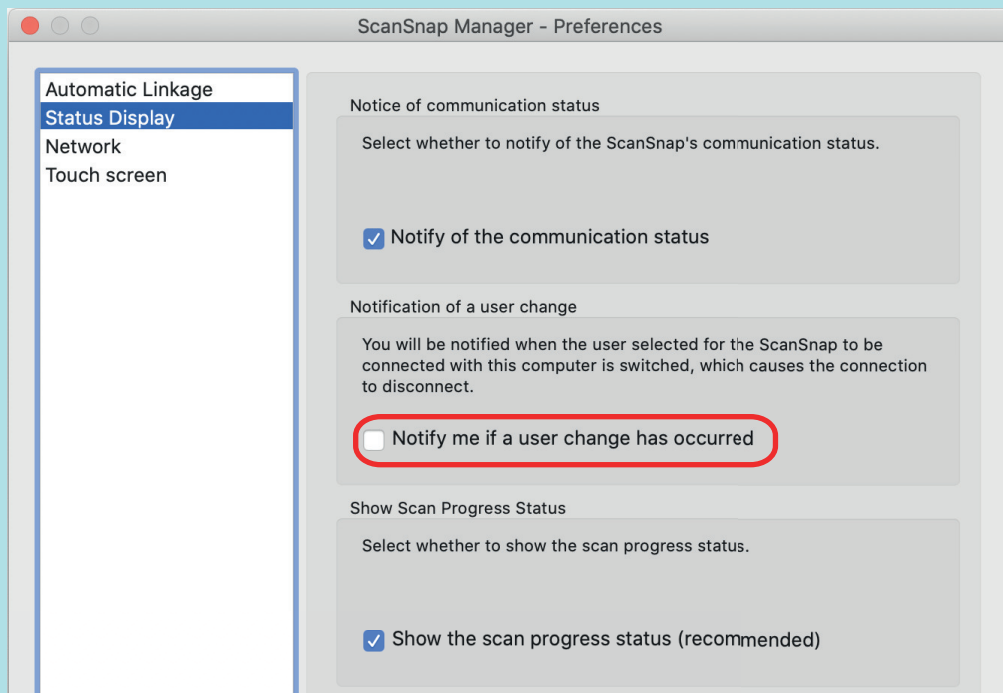 ScanSnap Manager - Preferences
Automatic Linkage
Status Display
Network
Touch screen
Notice of communication status
Select whether to notify of the ScanSnap's communication status.
Notify of the communication status
Notification of a user change
You will be notified when the user selected for the ScanSnap to be
connected with this computer is switched, which causes the connection
to disconnect.
Notify me if a user change has occurred
Show Scan Progress Status
Select whether to show the scan progress status.
Show the scan progress status (recommended)